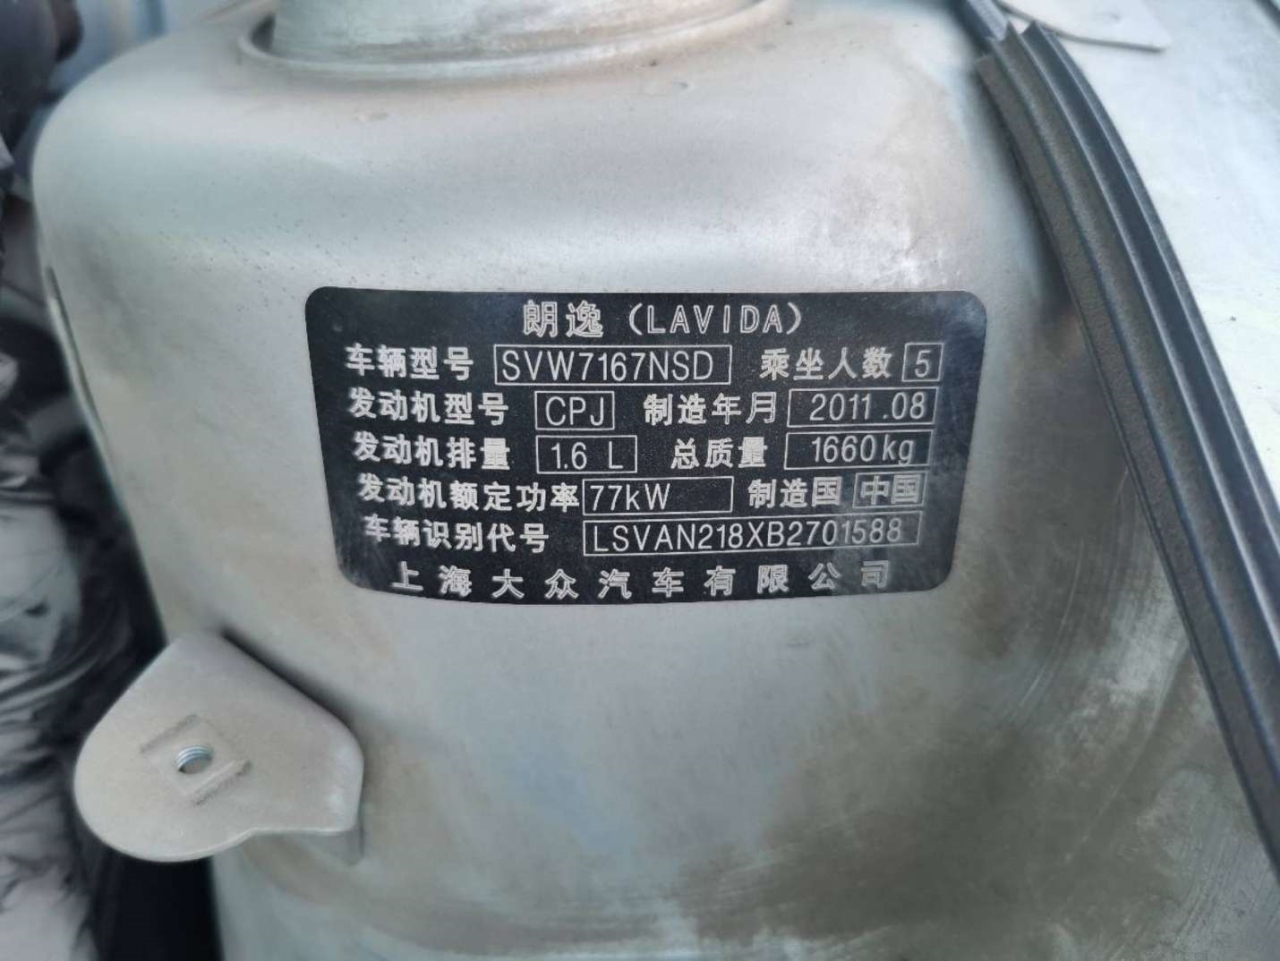 朗逸（LAVIDA）
车辆型号 SVW7167NSD 乘坐人数 5
发动机型号 CPJ 制造年月 2011.08
发动机排量 1.6 L 总质量 1660kg
发动机额定功率 77kW 制造国 中国
车辆识别代号 LSVAN218XB2701588
上海大众汽车有限公司